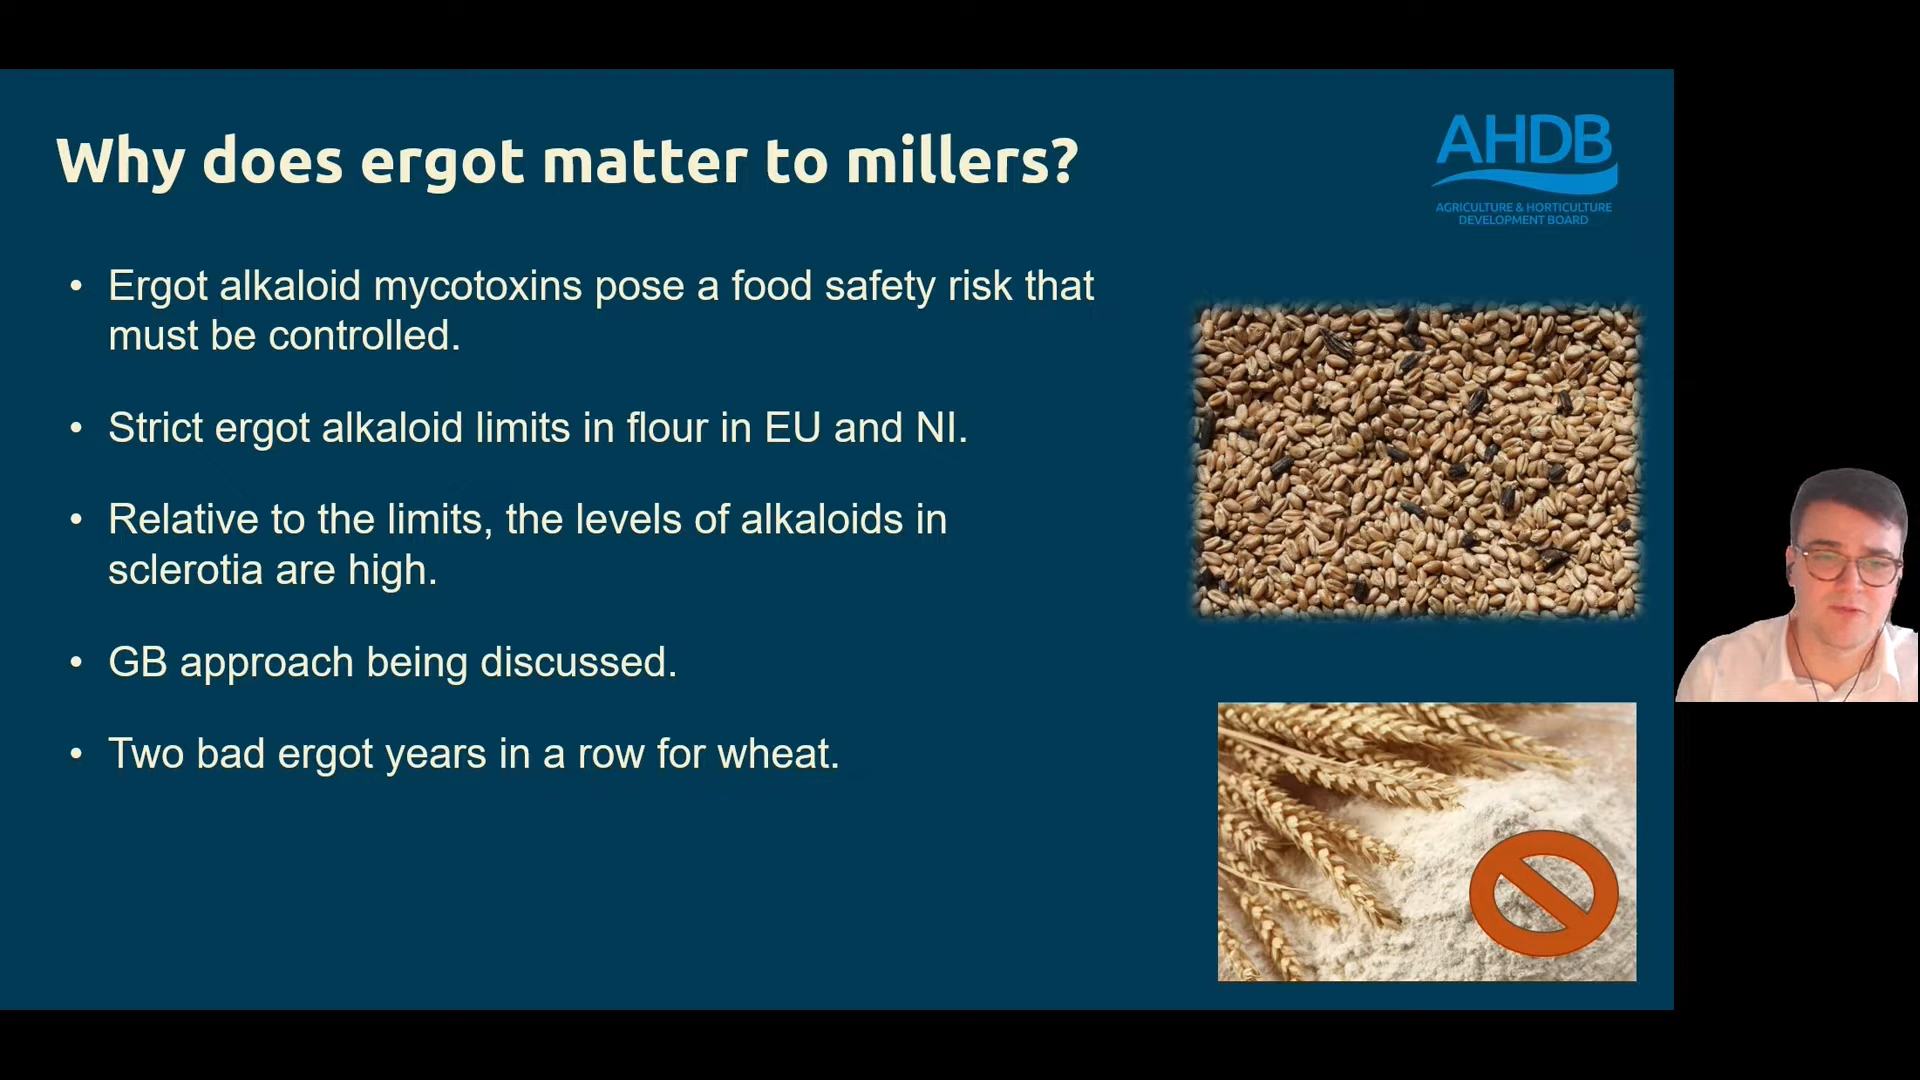 Why does ergot matter to millers?
AHDB
AGRICULTURE & HORTICULTURE
DEVELOPMENT BOARD
• Ergot alkaloid mycotoxins pose a food safety risk that
must be controlled.
• Strict ergot alkaloid limits in flour in EU and NI.
• Relative to the limits, the levels of alkaloids in
sclerotia are high.
• GB approach being discussed.
• Two bad ergot years in a row for wheat.